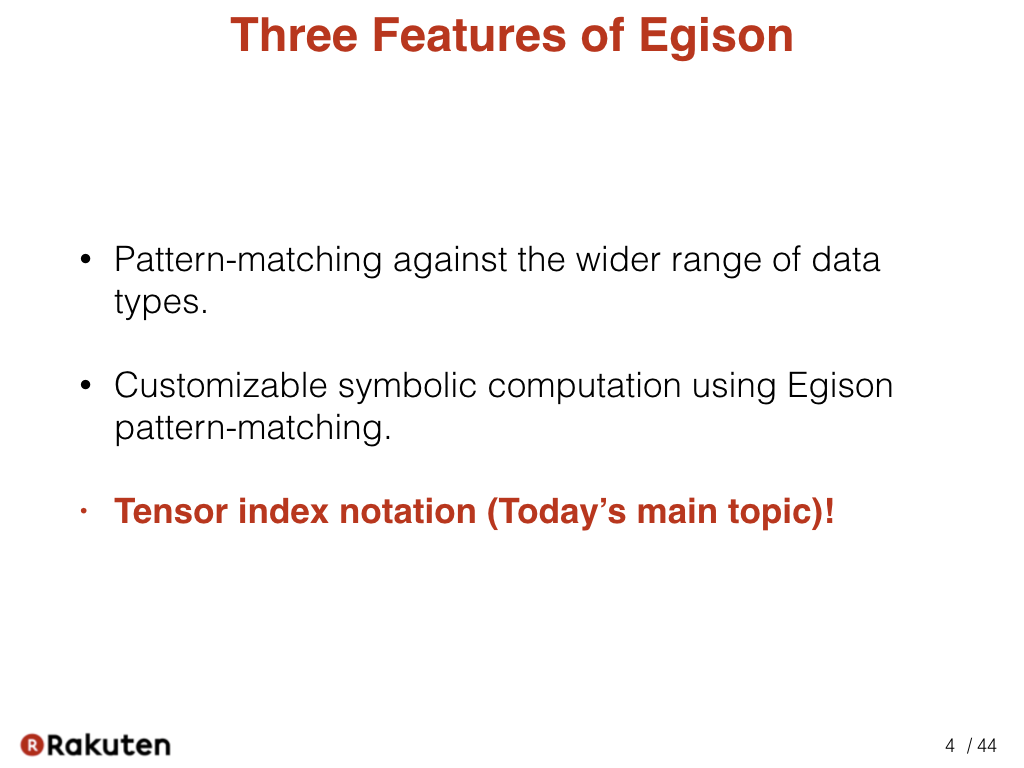 Three Features of Egison
• Pattern-matching against the wider range of data
types.
• Customizable symbolic computation using Egison
pattern-matching.
• Tensor index notation (Today’s main topic)!
R Rakuten
4 / 44